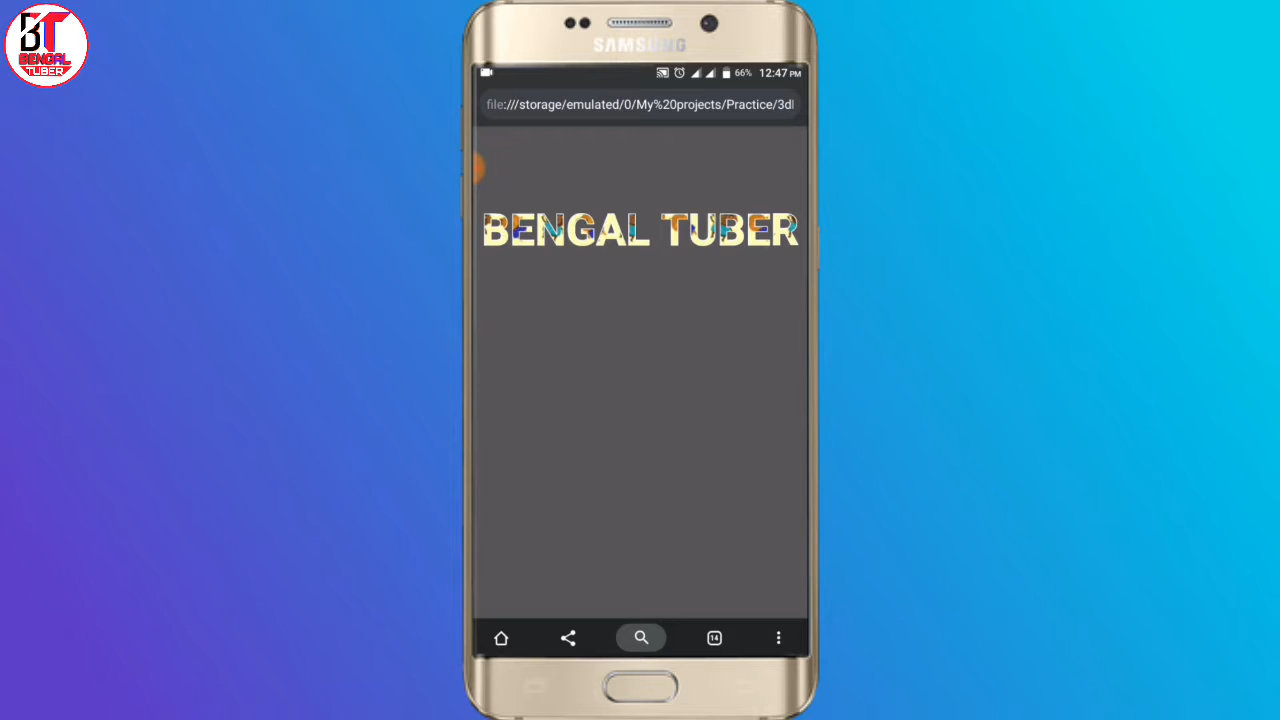 BT
BENGAL
TUBER
SAMSUNG
66% 12:47 PM
file:///storage/emulated/0/My%20projects/Practice/3d
BENGAL TUBER
14